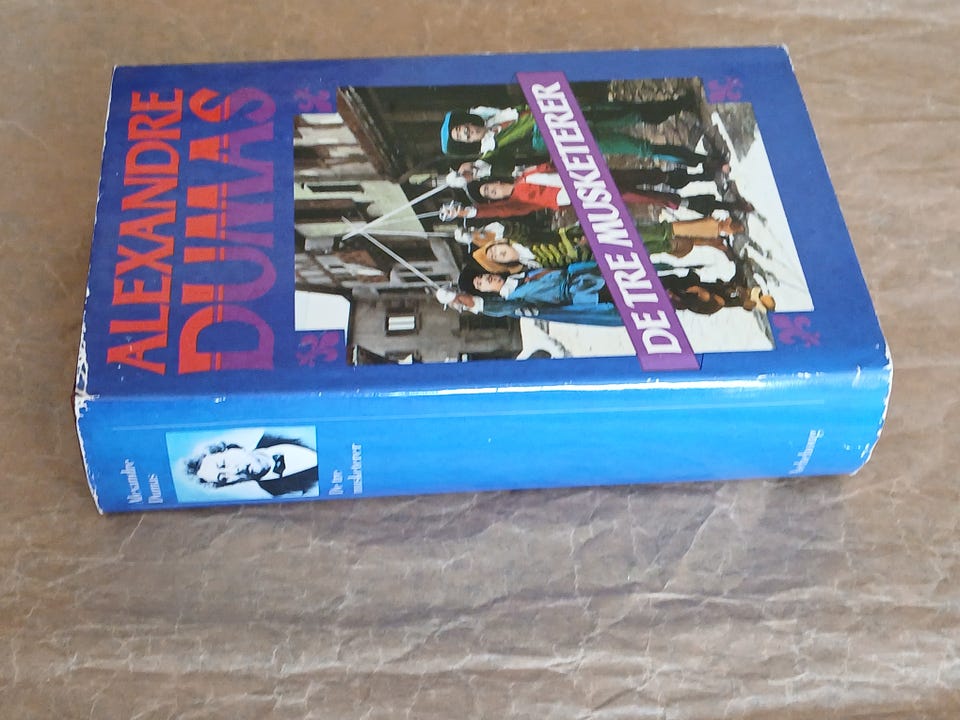 ALEXANDRE
DUMAS
DE TRE MUSKETERER
Alexandre
Dumas
De tre
musketerer